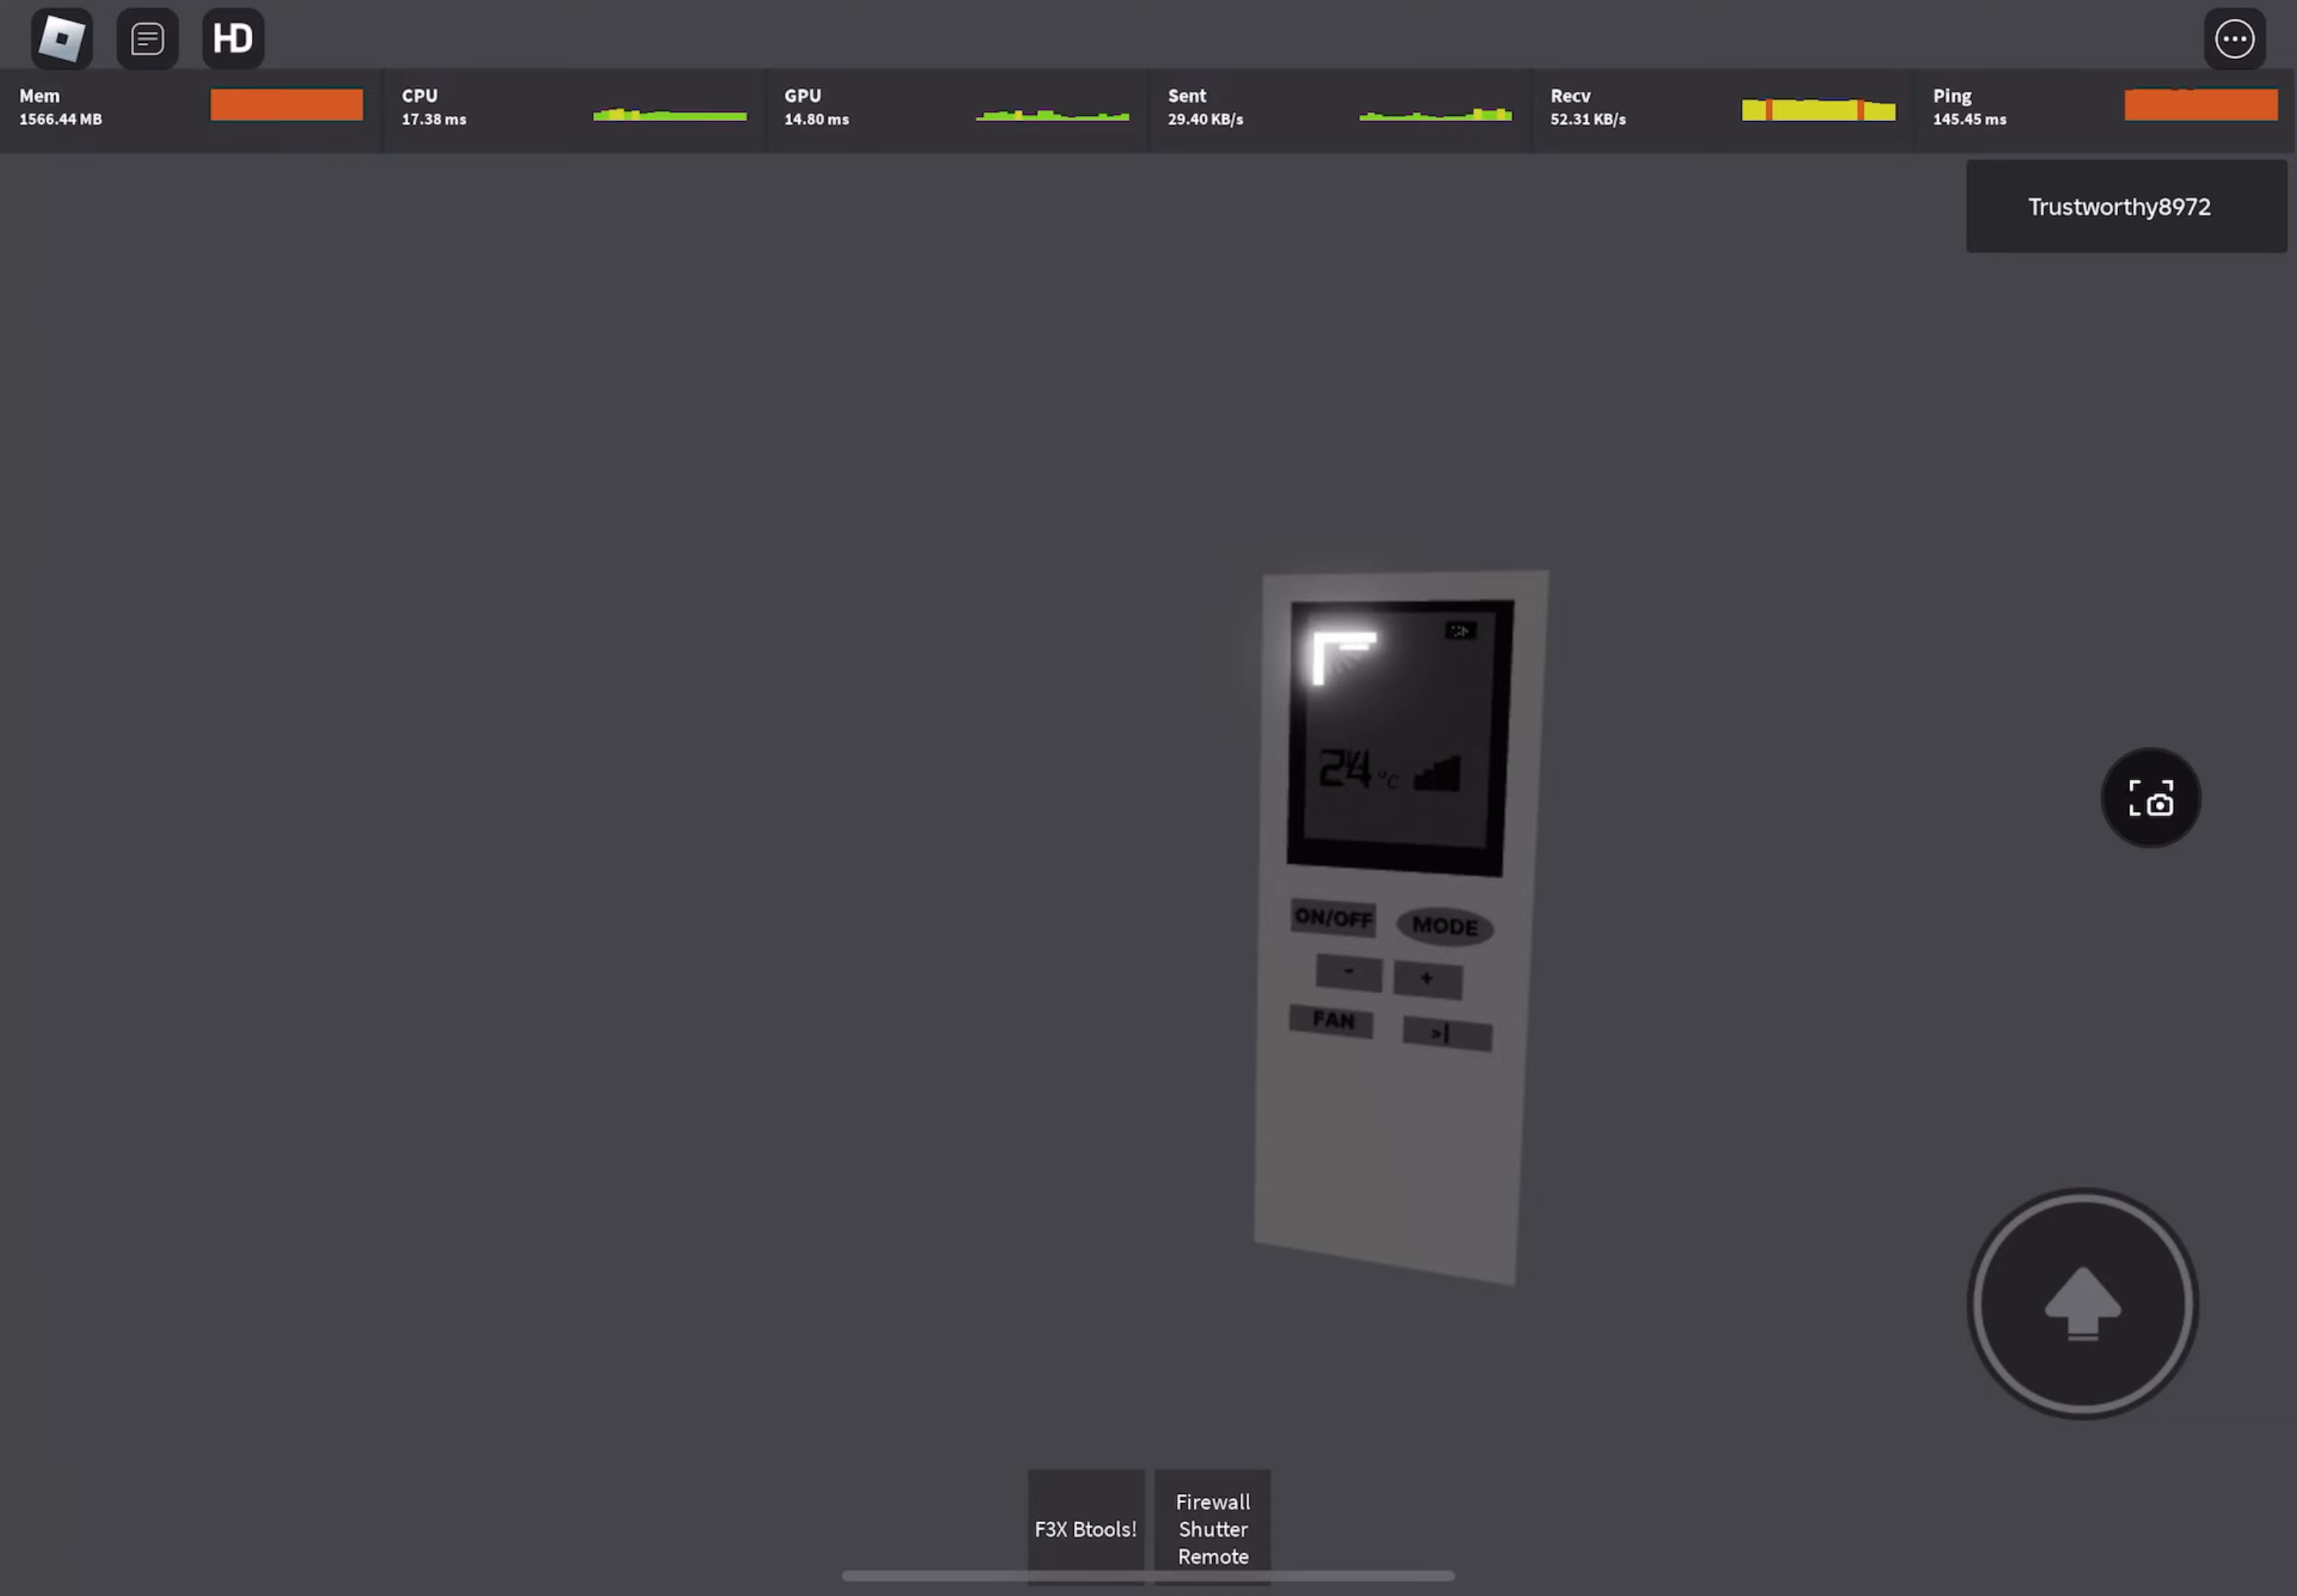 HD
Mem
1566.44 MB
CPU
17.38 ms
GPU
14.80 ms
Sent
29.40 KB/s
Recv
52.31 KB/s
Ping
145.45 ms
Trustworthy8972
24 °C
ON/OFF
MODE
-
+
FAN
>|
F3X Btools!
Firewall
Shutter
Remote